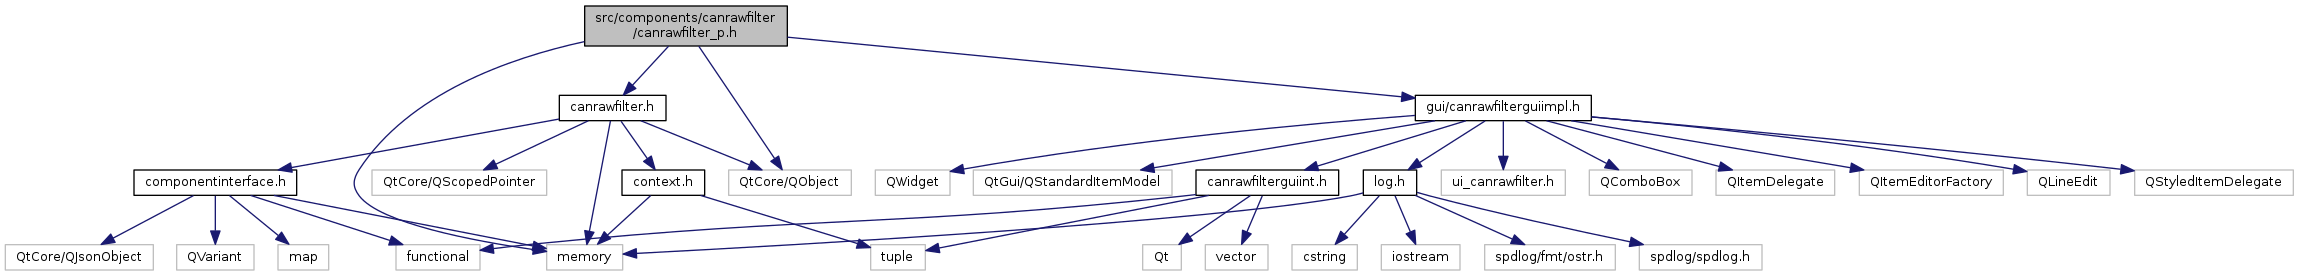 src/components/canrawfilter
/canrawfilter_p.h
canrawfilter.h
gui/canrawfilterguiimpl.h
componentinterface.h
QtCore/QScopedPointer
context.h
QtCore/QObject
QWidget
QtGui/QStandardItemModel
canrawfilterguiint.h
log.h
ui_canrawfilter.h
QComboBox
QItemDelegate
QItemEditorFactory
QLineEdit
QStyledItemDelegate
QtCore/QJsonObject
QVariant
map
functional
memory
tuple
Qt
vector
cstring
iostream
spdlog/fmt/ostr.h
spdlog/spdlog.h